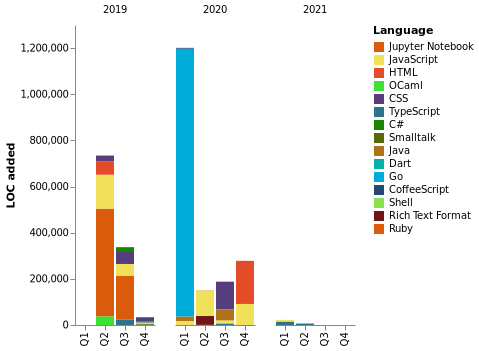 2019 2020 2021
Language
Jupyter Notebook
JavaScript
HTML
OCaml
CSS
TypeScript
C#
Smalltalk
Java
Dart
Go
CoffeeScript
Shell
Rich Text Format
Ruby
LOC added
1,200,000
1,000,000
800,000
600,000
400,000
200,000
0
Q1 Q2 Q3 Q4 Q1 Q2 Q3 Q4 Q1 Q2 Q3 Q4